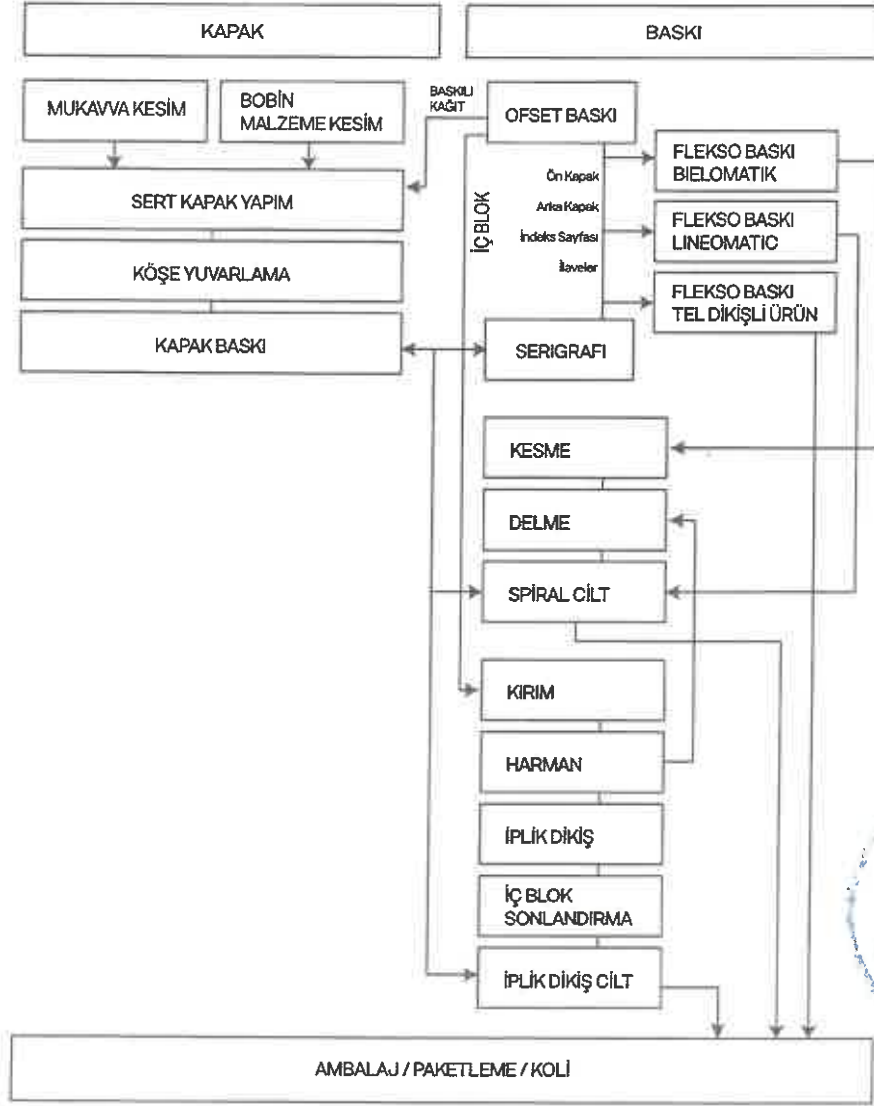 KAPAK
BASKI
MUKAVVA KESİM
BOBİN
MALZEME KESİM
BASKILI
KAĞIT
OFSET BASKI
SERT KAPAK YAPIM
KÖŞE YUVARLAMA
KAPAK BASKI
İÇ BLOK
Ön Kapak
Arka Kapak
İndeks Sayfası
İlaveler
FLEKSO BASKI
BIELOMATIK
FLEKSO BASKI
LINEOMATIC
FLEKSO BASKI
TEL DİKİŞLİ ÜRÜN
SERIGRAFI
KESME
DELME
SPİRAL CİLT
KIRIM
HARMAN
İPLİK DİKİŞ
İÇ BLOK
SONLANDIRMA
İPLİK DİKİŞ CİLT
AMBALAJ / PAKETLEME / KOLİ